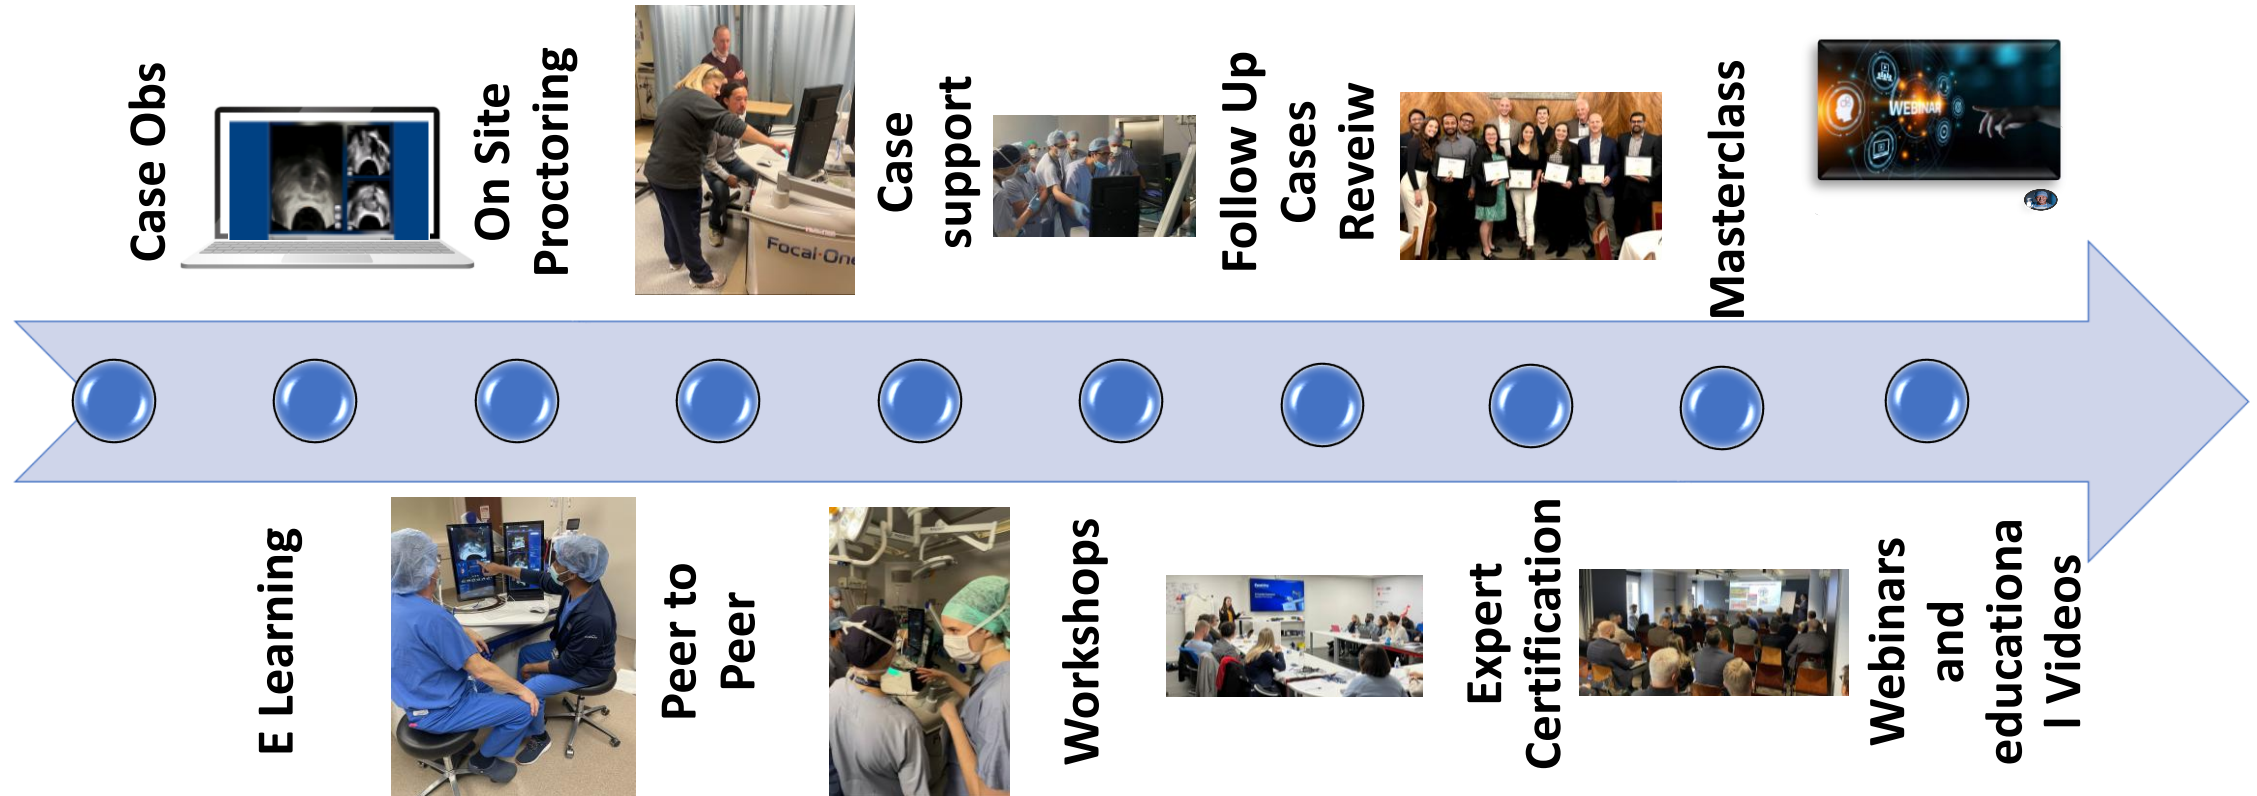 Case Obs
On Site
Proctoring
Focal·One
Case
support
Follow Up
Cases
Reveiw
Masterclass
WEBINAR
E Learning
Peer to
Peer
Workshops
Expert
Certification
Webinars
and
educationa
l Videos